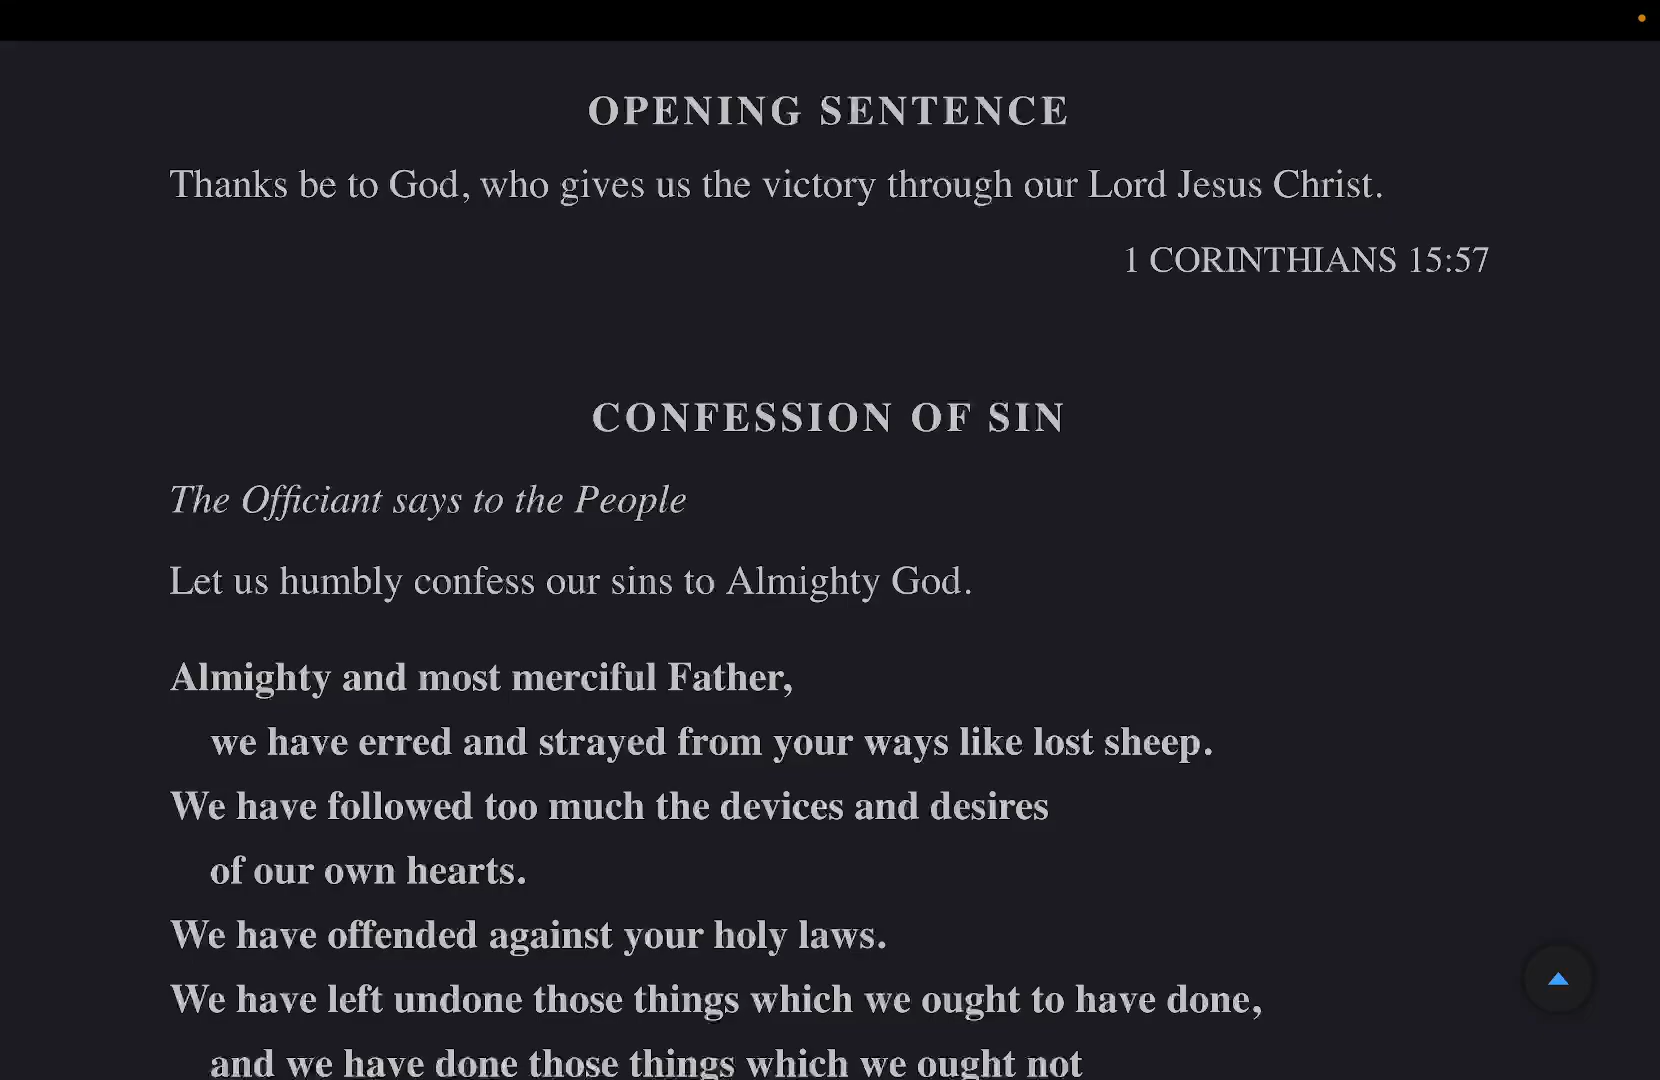 OPENING SENTENCE
Thanks be to God, who gives us the victory through our Lord Jesus Christ.
1 CORINTHIANS 15:57
CONFESSION OF SIN
The Officiant says to the People
Let us humbly confess our sins to Almighty God.
Almighty and most merciful Father,
we have erred and strayed from your ways like lost sheep.
We have followed too much the devices and desires
of our own hearts.
We have offended against your holy laws.
We have left undone those things which we ought to have done,
and we have done those things which we ought not